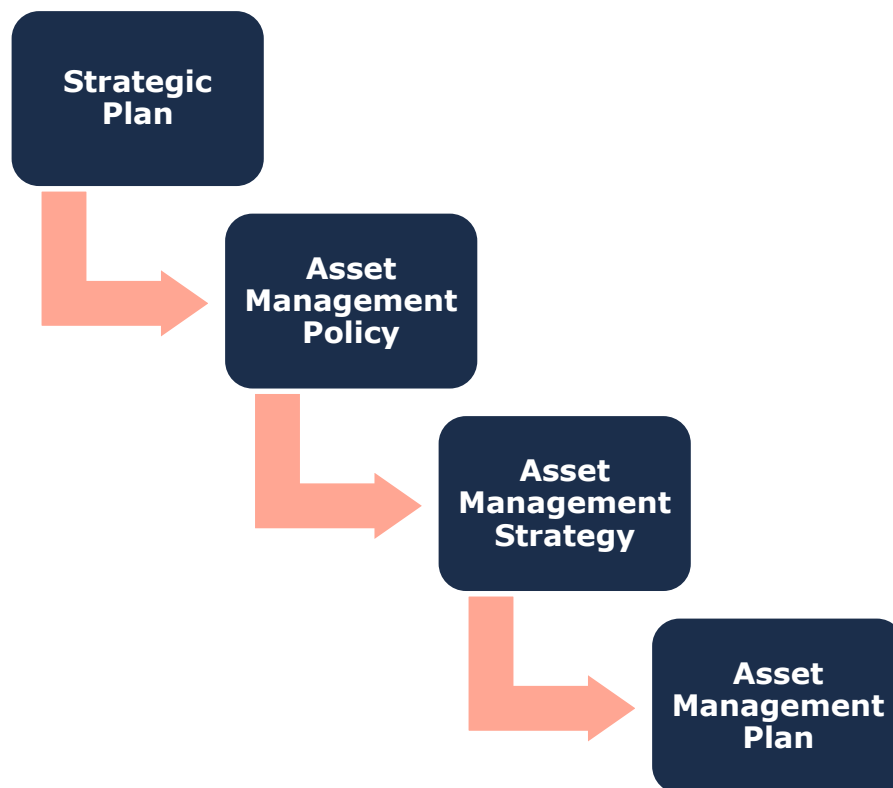 Strategic
Plan
Asset
Management
Policy
Asset
Management
Strategy
Asset
Management
Plan